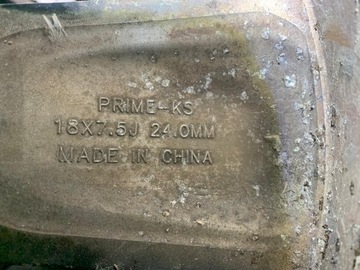 PRIME-KS
18X7.5J 24.0MM
MADE IN CHINA